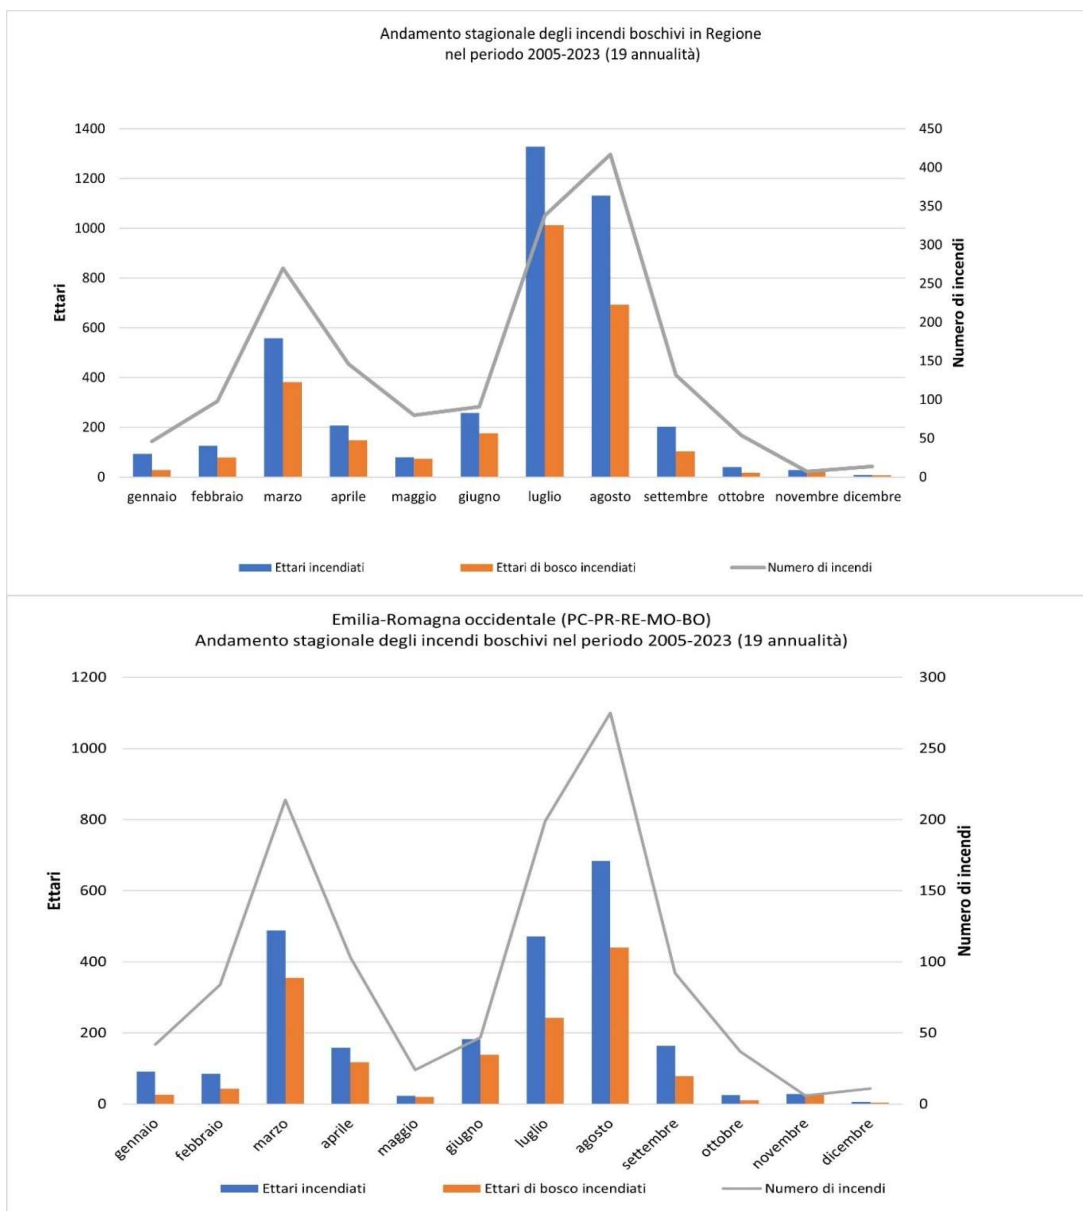 Andamento stagionale degli incendi boschivi in Regione
nel periodo 2005-2023 (19 annualità)
1400
1200
1000
800
600
400
200
0
Ettari
450
400
350
300
250
200
150
100
50
0
Numero di incendi
gennaio febbraio marzo aprile maggio giugno luglio agosto settembre ottobre novembre dicembre
Ettari incendiati Ettari di bosco incendiati Numero di incendi
Emilia-Romagna occidentale (PC-PR-RE-MO-BO)
Andamento stagionale degli incendi boschivi nel periodo 2005-2023 (19 annualità)
1200
1000
800
600
400
200
0
Ettari
300
250
200
150
100
50
0
Numero di incendi
gennaio febbraio marzo aprile maggio giugno luglio agosto settembre ottobre novembre dicembre
Ettari incendiati Ettari di bosco incendiati Numero di incendi